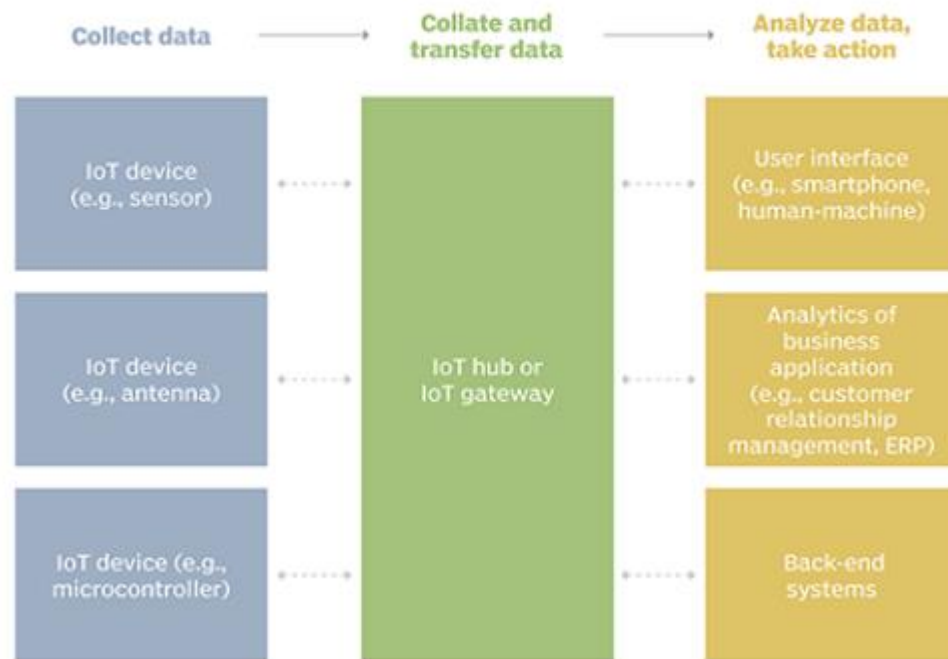 Collect data
Collate and
transfer data
Analyze data,
take action
IoT device
(e.g., sensor)
IoT device
(e.g., antenna)
IoT device (e.g.,
microcontroller)
IoT hub or
IoT gateway
User interface
(e.g., smartphone,
human-machine)
Analytics of
business
application
(e.g., customer
relationship
management, ERP)
Back-end
systems